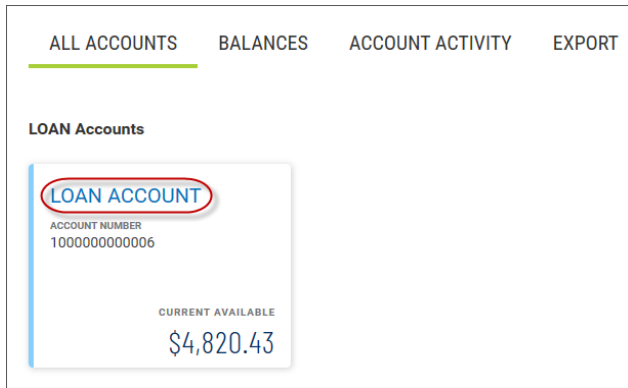 ALL ACCOUNTS BALANCES ACCOUNT ACTIVITY EXPORT
LOAN Accounts
LOAN ACCOUNT
ACCOUNT NUMBER
1000000000006
CURRENT AVAILABLE
$4,820.43